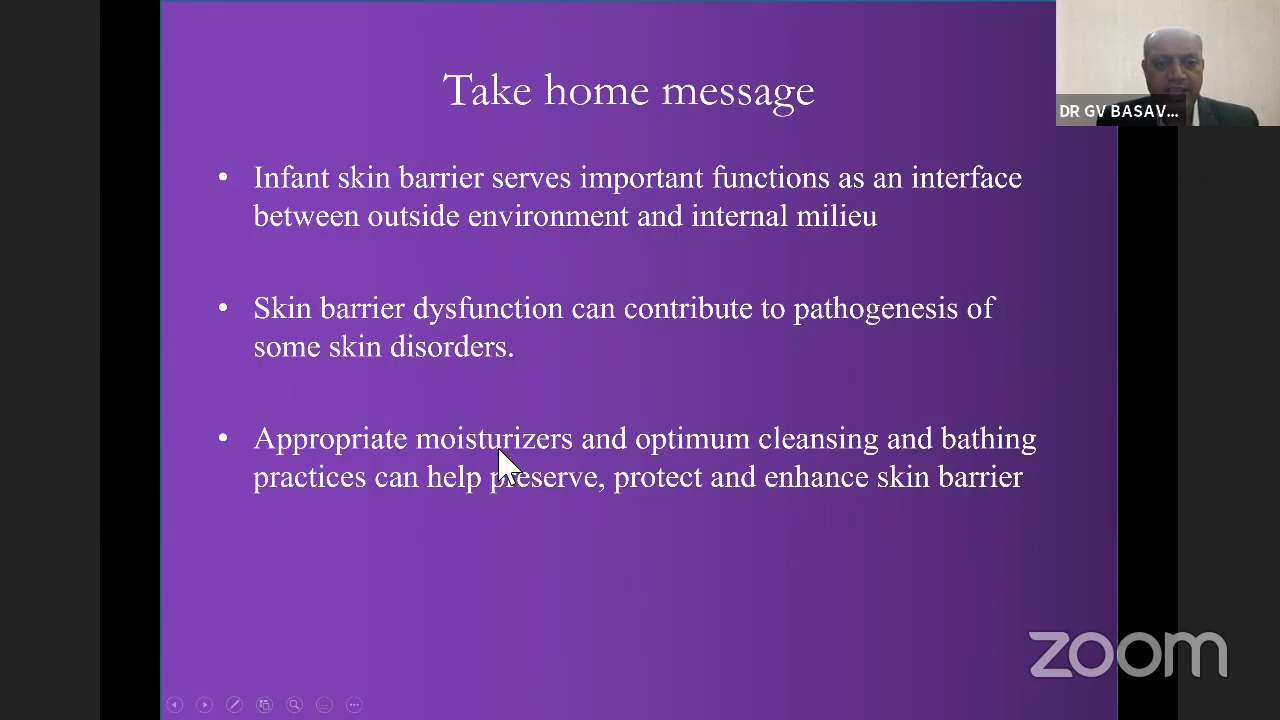 Take home message
DR GV BASAV...
• Infant skin barrier serves important functions as an interface
between outside environment and internal milieu
• Skin barrier dysfunction can contribute to pathogenesis of
some skin disorders.
• Appropriate moisturizers and optimum cleansing and bathing
practices can help preserve, protect and enhance skin barrier
zoom